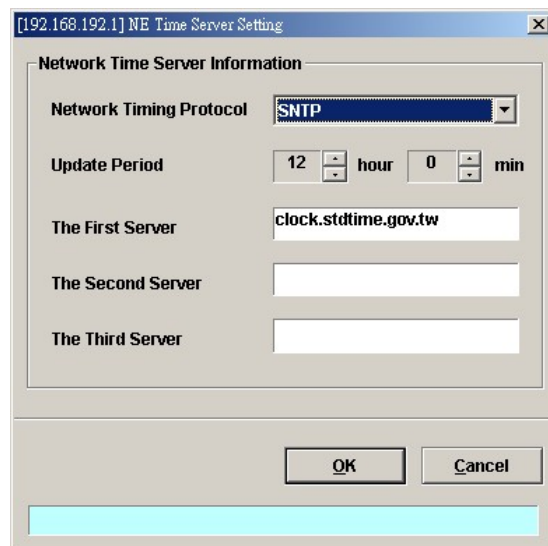 [192.168.192.1] NE Time Server Setting
Network Time Server Information
Network Timing Protocol SNTP
Update Period 12 hour 0 min
The First Server clock.stdtime.gov.tw
The Second Server
The Third Server
OK Cancel